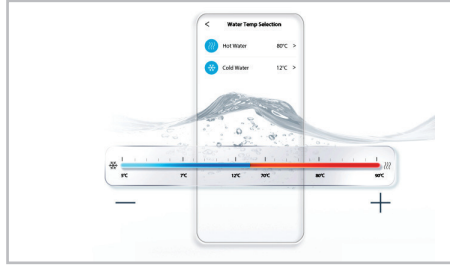 < Water Temp Selection
Hot Water 80°C >
Cold Water 12°C >
5°C 7°C 12°C 70°C 80°C 90°C
— +